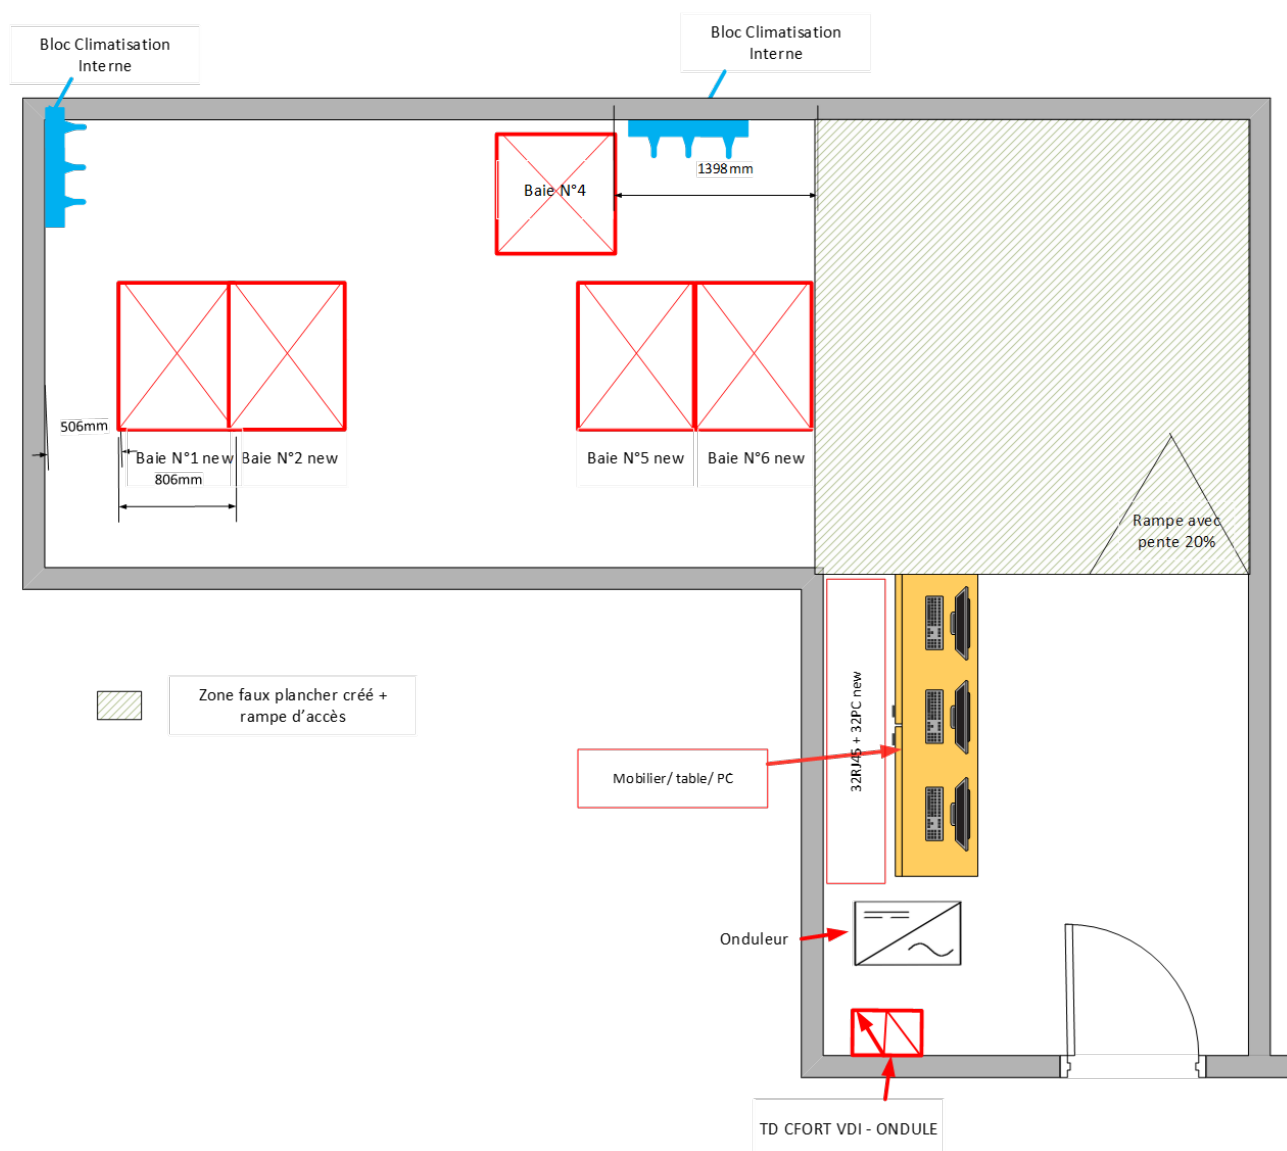 Bloc Climatisation
Interne
Bloc Climatisation
Interne
1398mm
Baie N°4
506mm
Baie N°1 new
Baie N°2 new
806mm
Baie N°5 new
Baie N°6 new
Rampe avec
pente 20%
Zone faux plancher créé +
rampe d’accès
32RJ45 + 32PC new
Mobilier/ table/ PC
Onduleur
TD CFORT VDI - ONDULE